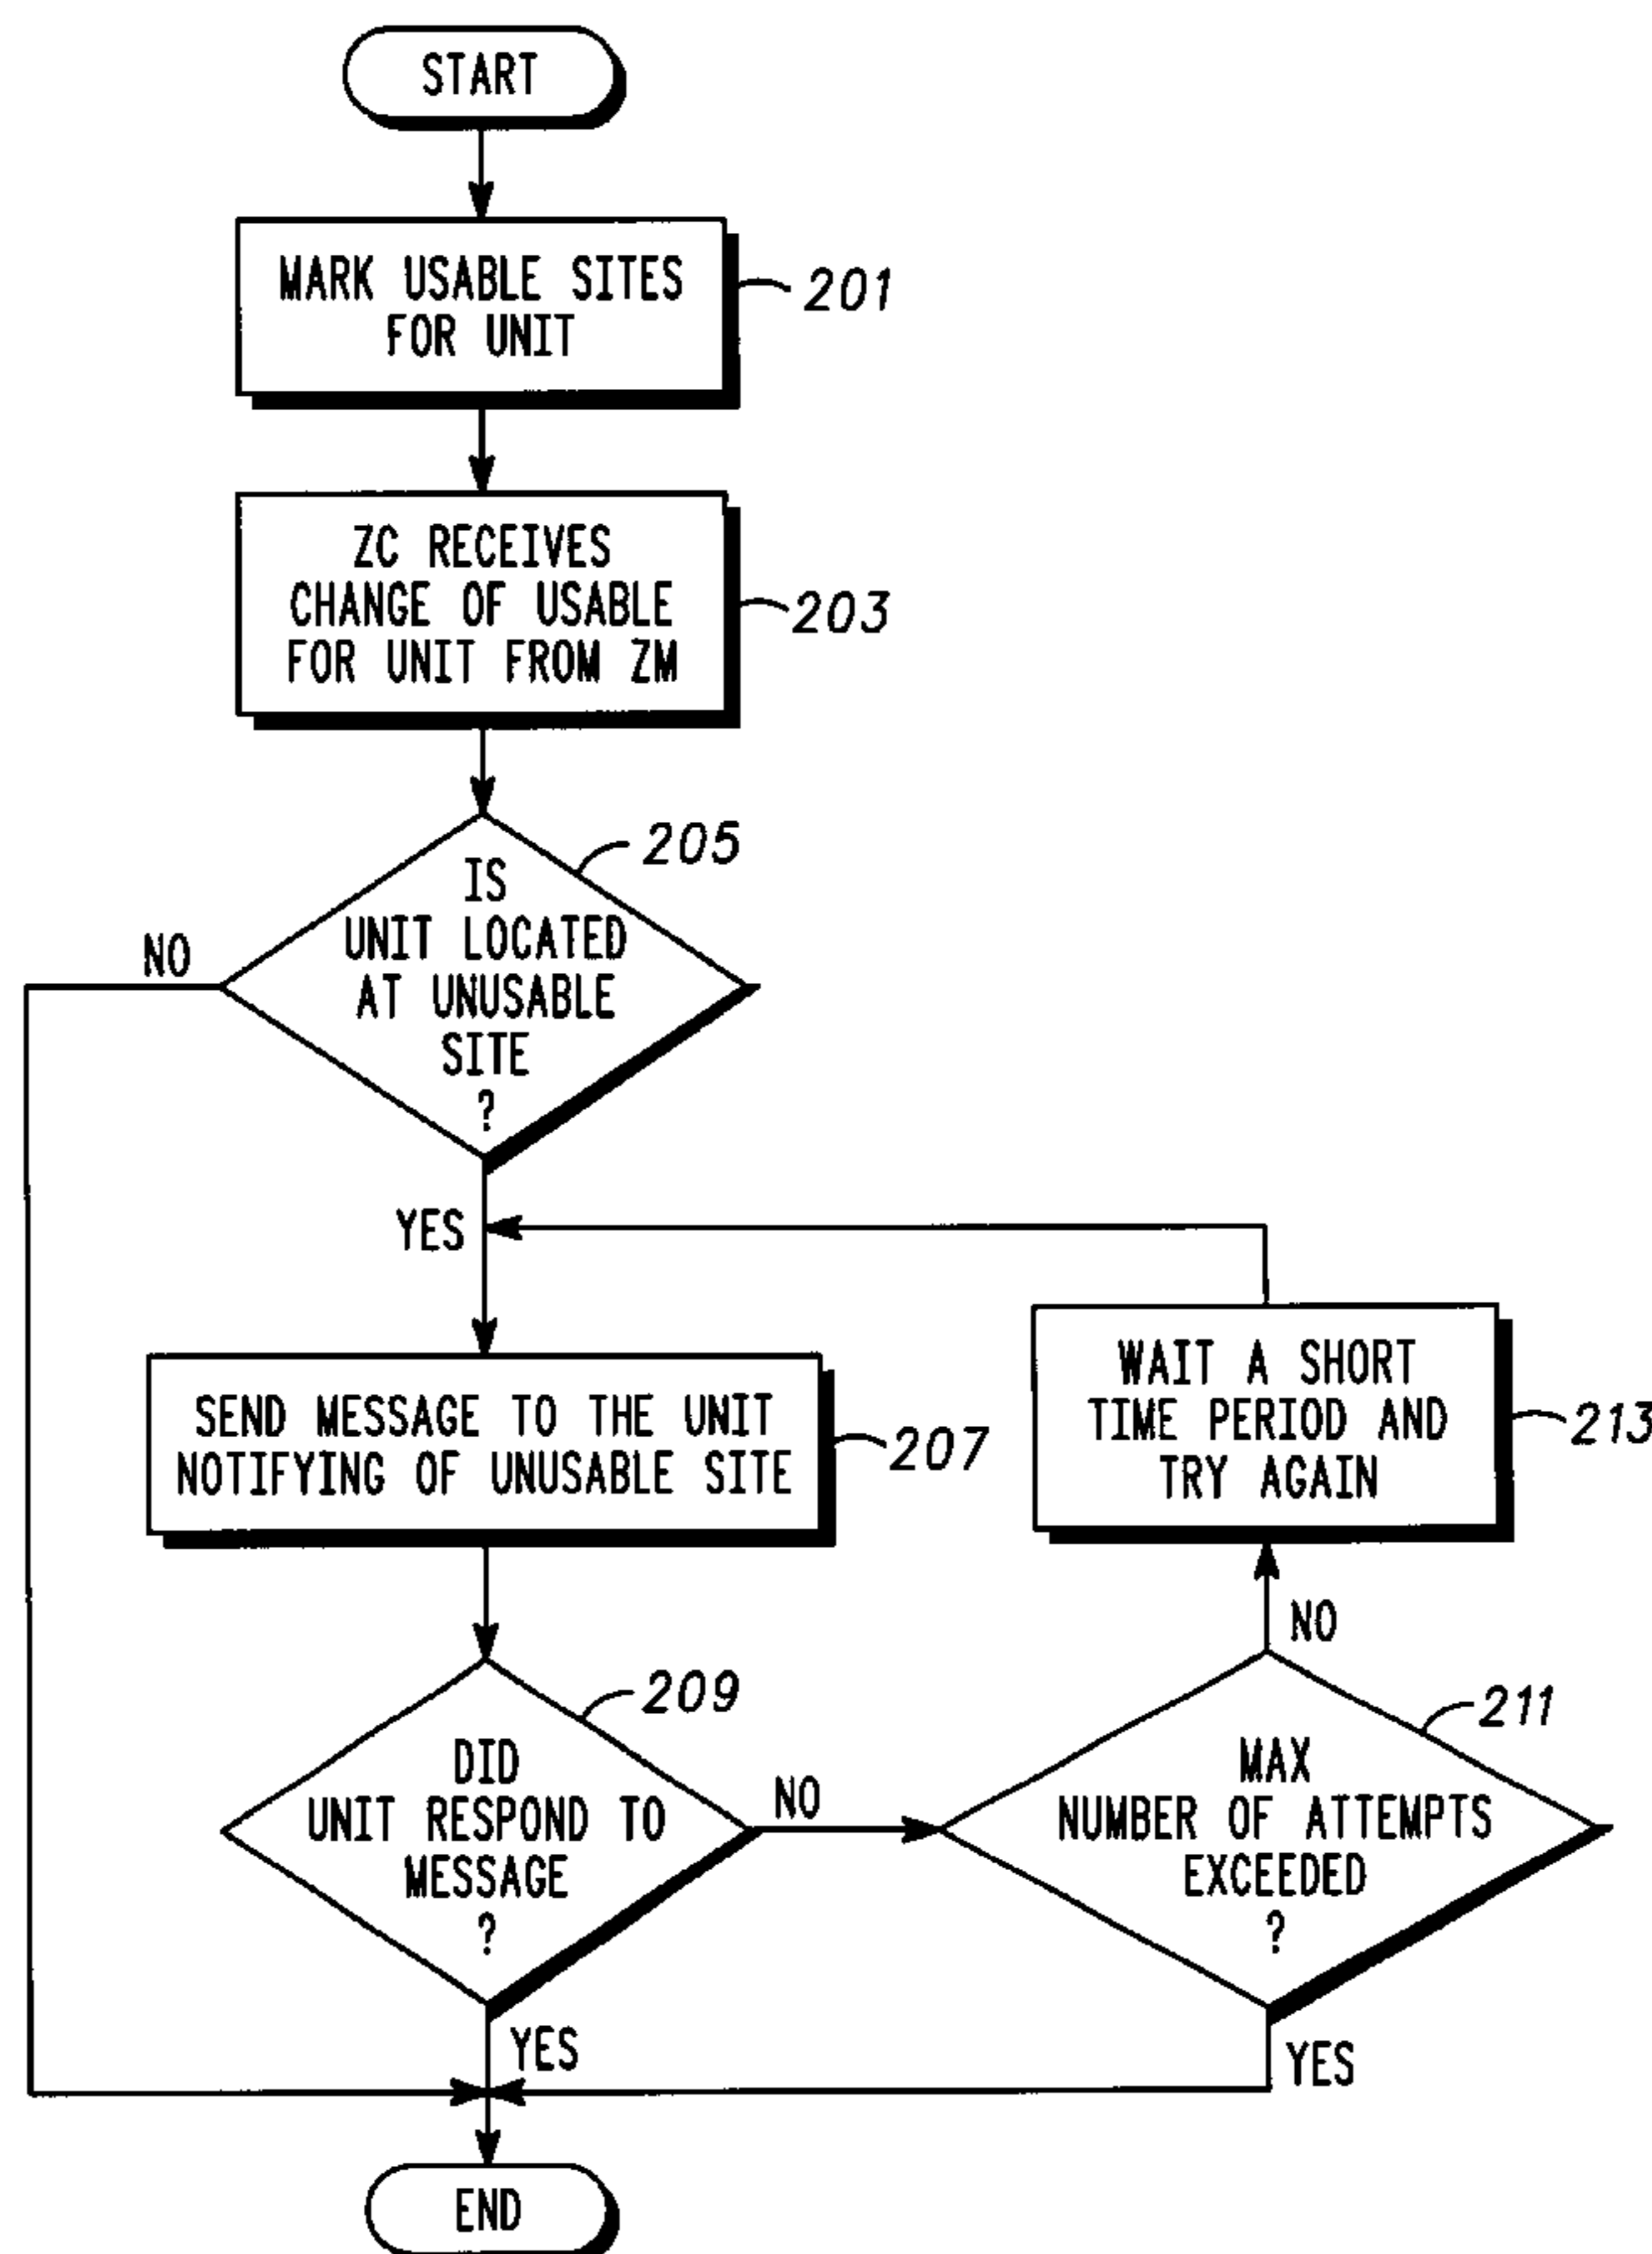 START
MARK USABLE SITES
FOR UNIT
201
ZC RECEIVES
CHANGE OF USABLE
FOR UNIT FROM ZM
203
205
IS
UNIT LOCATED
AT UNUSABLE
SITE
?
NO
YES
SEND MESSAGE TO THE UNIT
NOTIFYING OF UNUSABLE SITE
207
WAIT A SHORT
TIME PERIOD AND
TRY AGAIN
213
NO
209
DID
UNIT RESPOND TO
MESSAGE
?
NO
211
MAX
NUMBER OF ATTEMPTS
EXCEEDED
?
YES
YES
END